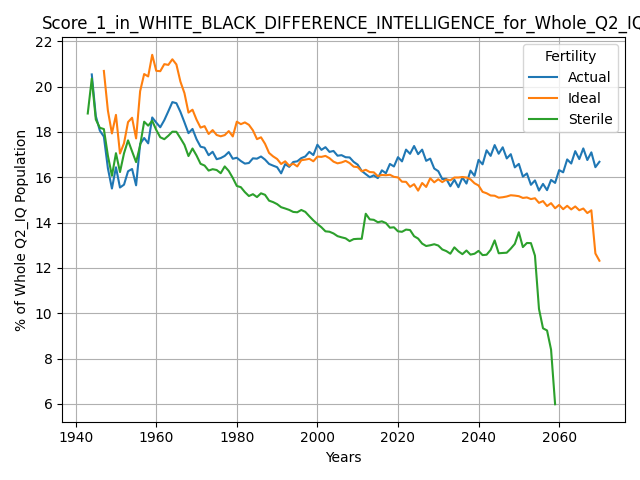 Score_1_in_WHITE_BLACK_DIFFERENCE_INTELLIGENCE_for_Whole_Q2_IQ
22
20
18
16
14
12
10
8
6
% of Whole Q2_IQ Population
Fertility
Actual
Ideal
Sterile
1940 1960 1980 2000 2020 2040 2060
Years